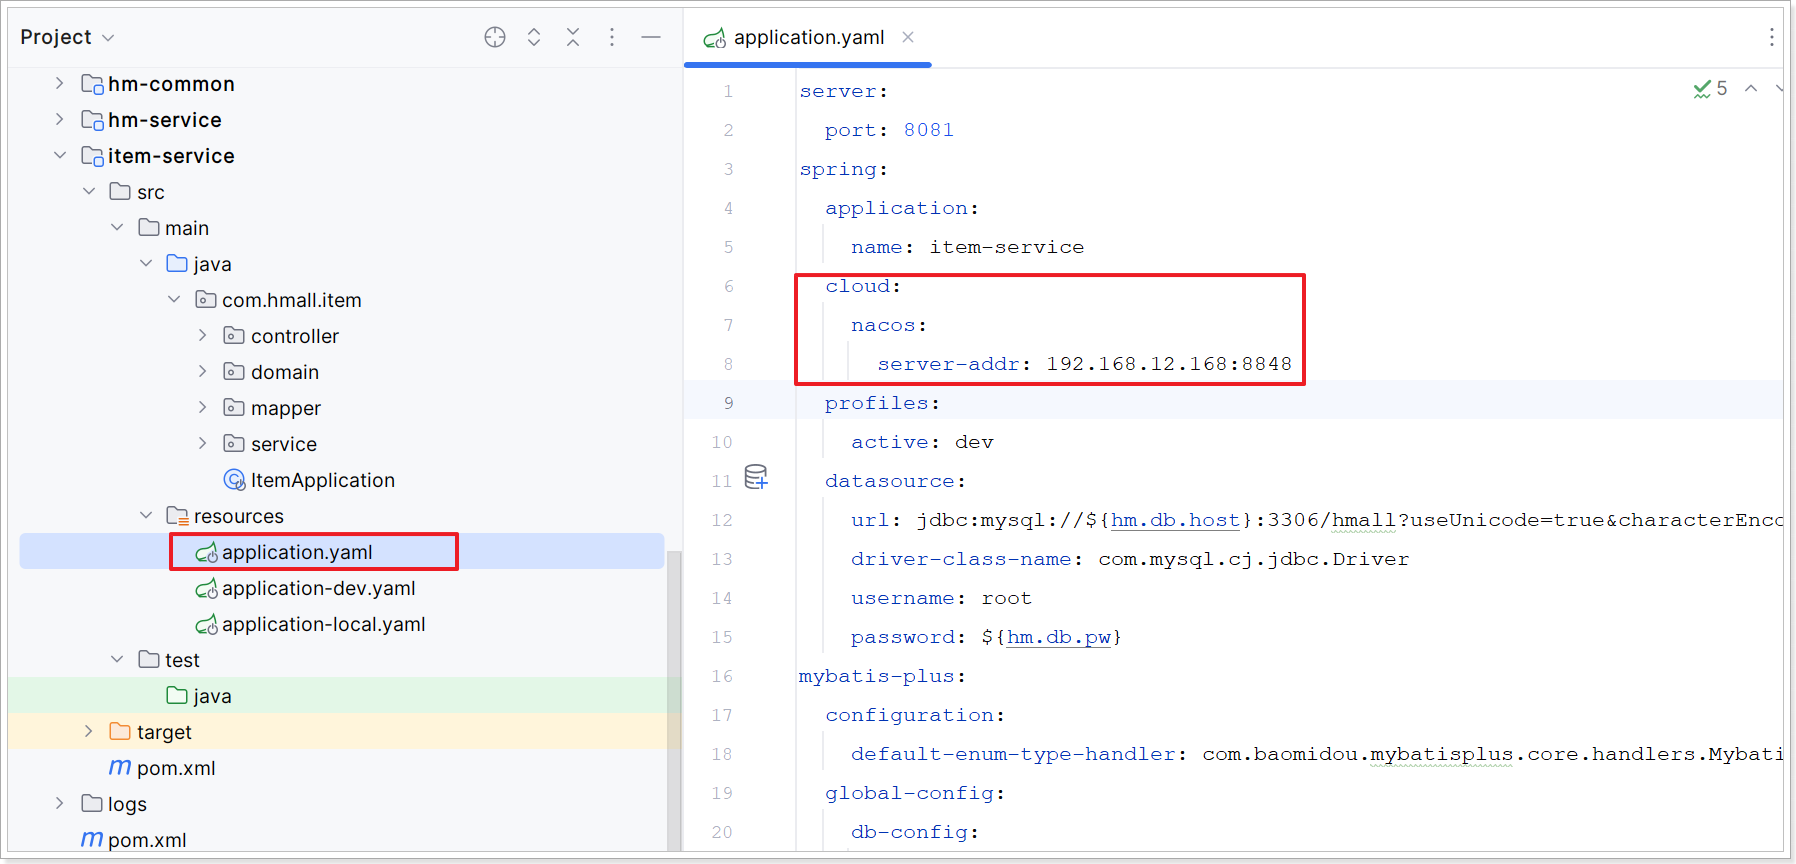 Project
hm-common
hm-service
item-service
src
main
java
com.hmall.item
controller
domain
mapper
service
ItemApplication
resources
application.yaml
application-dev.yaml
application-local.yaml
test
java
target
pom.xml
logs
pom.xml
application.yaml
5
1 server:
2 port: 8081
3 spring:
4 application:
5 name: item-service
6 cloud:
7 nacos:
8 server-addr: 192.168.12.168:8848
9 profiles:
10 active: dev
11 datasource:
12 url: jdbc:mysql://${hm.db.host}:3306/hmall?useUnicode=true&characterEnco
13 driver-class-name: com.mysql.cj.jdbc.Driver
14 username: root
15 password: ${hm.db.pw}
16 mybatis-plus:
17 configuration:
18 default-enum-type-handler: com.baomidou.mybatisplus.core.handlers.Mybati
19 global-config:
20 db-config: